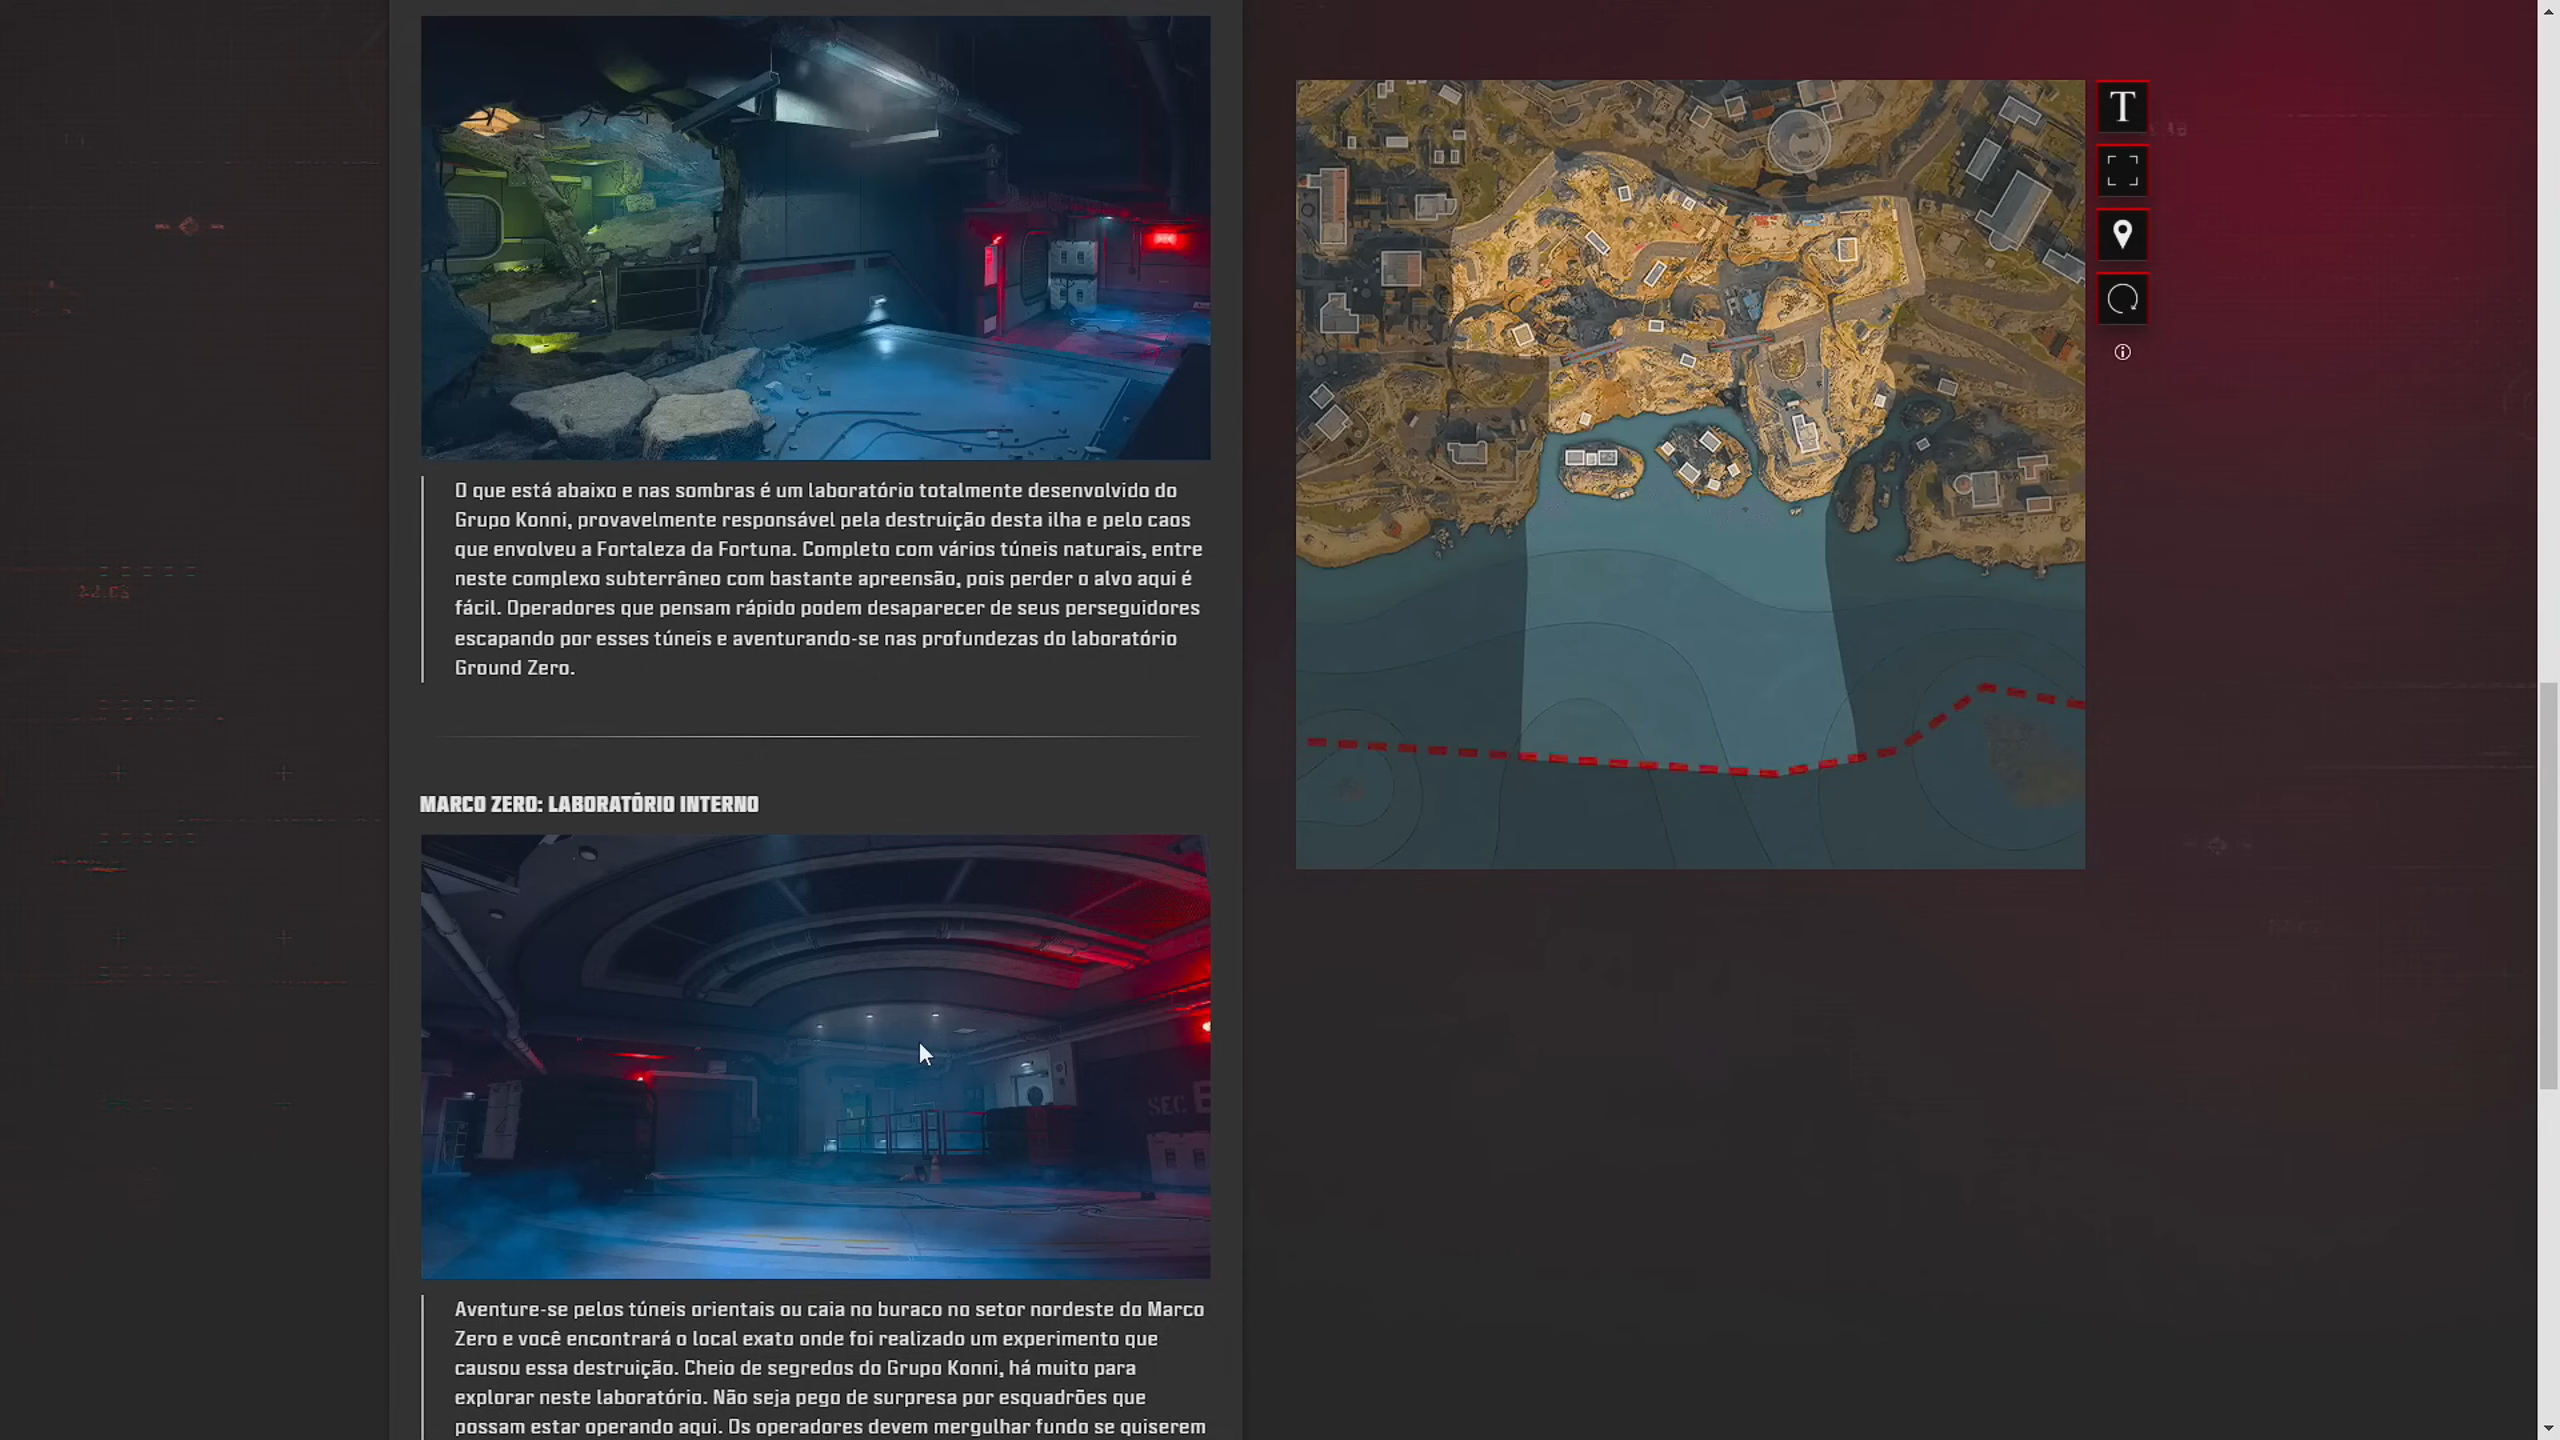 O que está abaixo e nas sombras é um laboratório totalmente desenvolvido do
Grupo Konni, provavelmente responsável pela destruição desta ilha e pelo caos
que envolveu a Fortaleza da Fortuna. Completo com vários túneis naturais, entre
neste complexo subterrâneo com bastante apreensão, pois perder o alvo aqui é
fácil. Operadores que pensam rápido podem desaparecer de seus perseguidores
escapando por esses túneis e aventurando-se nas profundezas do laboratório
Ground Zero.
MARCO ZERO: LABORATÓRIO INTERNO
SEC
Aventure-se pelos túneis orientais ou caia no buraco no setor nordeste do Marco
Zero e você encontrará o local exato onde foi realizado um experimento que
causou essa destruição. Cheio de segredos do Grupo Konni, há muito para
explorar neste laboratório. Não seja pego de surpresa por esquadrões que
possam estar operando aqui. Os operadores devem mergulhar fundo se quiserem
T